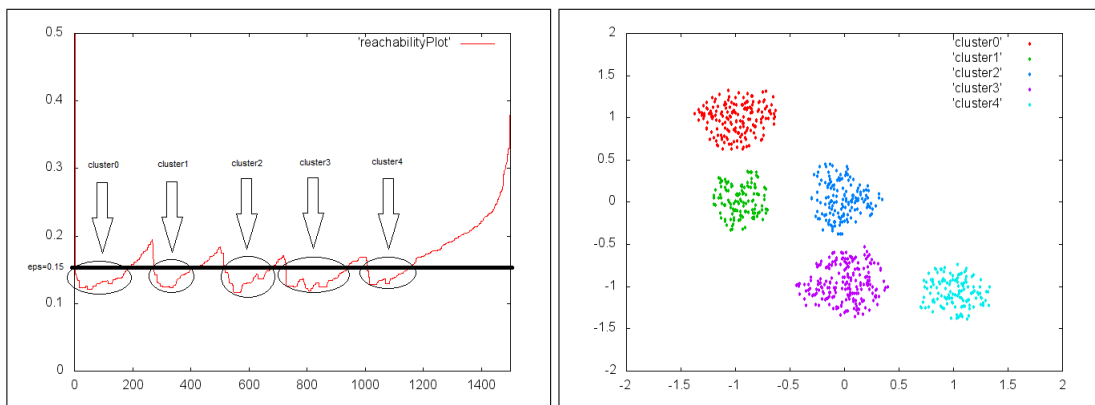 0.5
0.4
0.3
0.2
0.1
0
eps=0.15
'reachabilityPlot'
cluster0
cluster1
cluster2
cluster3
cluster4
0
200
400
600
800
1000
1200
1400
2
1.5
1
0.5
0
-0.5
-1
-1.5
-2
'cluster0'
'cluster1'
'cluster2'
'cluster3'
'cluster4'
-2
-1.5
-1
-0.5
0
0.5
1
1.5
2